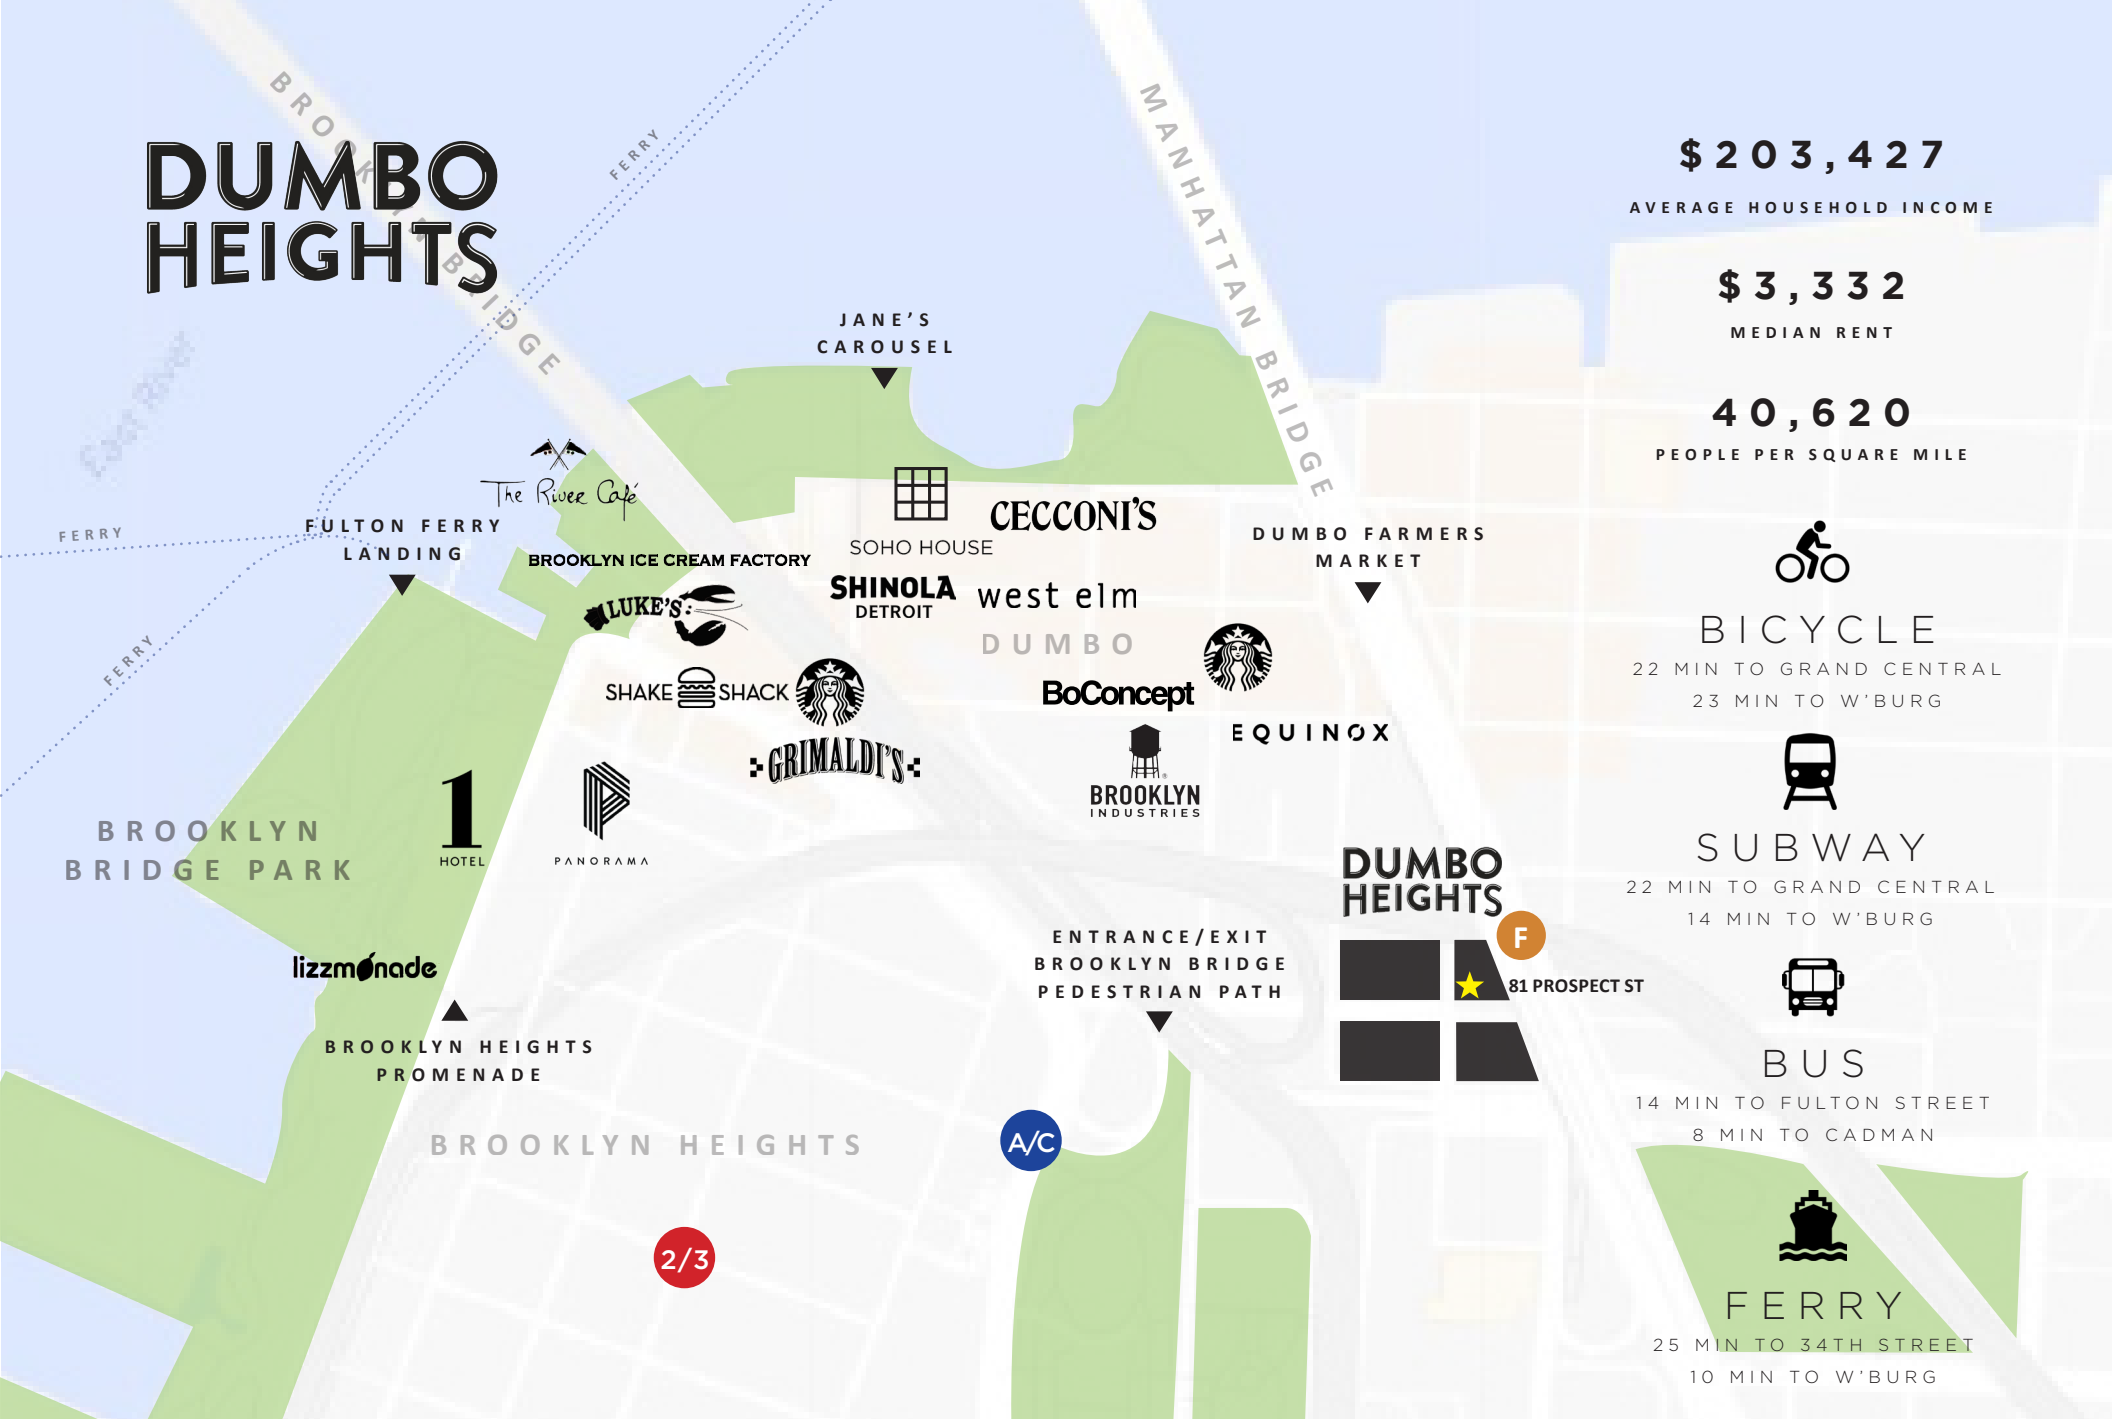 BROOKLYN BRIDGE
DUMBO
HEIGHTS
FERRY
MANHATTAN BRIDGE
East River
JANE’S
CAROUSEL
The River Café
FULTON FERRY
LANDING
FERRY
FERRY
BROOKLYN ICE CREAM FACTORY
LUKE'S
SOHO HOUSE
CECCONI'S
SHINOLA
DETROIT
west elm
DUMBO
DUMBO FARMERS
MARKET
SHAKE SHACK
GRIMALDI'S
BoConcept
EQUINOX
BROOKLYN
INDUSTRIES
®
1
HOTEL
P
PANORAMA
BROOKLYN
BRIDGE PARK
lizzmonade
BROOKLYN HEIGHTS
PROMENADE
ENTRANCE/EXIT
BROOKLYN BRIDGE
PEDESTRIAN PATH
DUMBO
HEIGHTS
F
81 PROSPECT ST
BROOKLYN HEIGHTS
A/C
2/3
$203,427
AVERAGE HOUSEHOLD INCOME
$3,332
MEDIAN RENT
40,620
PEOPLE PER SQUARE MILE
BICYCLE
22 MIN TO GRAND CENTRAL
23 MIN TO W’BURG
SUBWAY
22 MIN TO GRAND CENTRAL
14 MIN TO W’BURG
BUS
14 MIN TO FULTON STREET
8 MIN TO CADMAN
FERRY
25 MIN TO 34TH STREET
10 MIN TO W’BURG